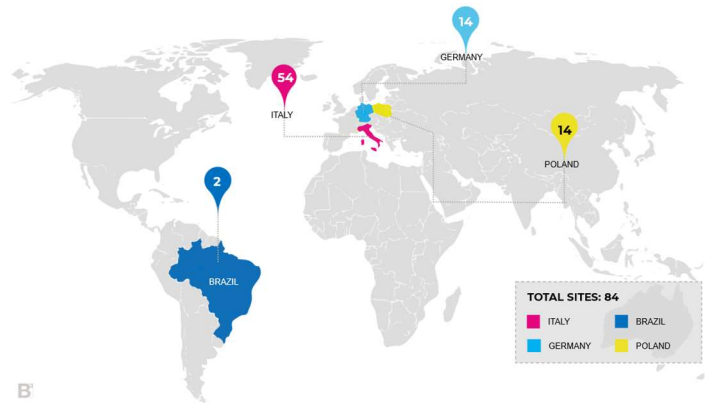 14
GERMANY
54
ITALY
14
POLAND
2
BRAZIL
TOTAL SITES: 84
ITALY
BRAZIL
GERMANY
POLAND
B